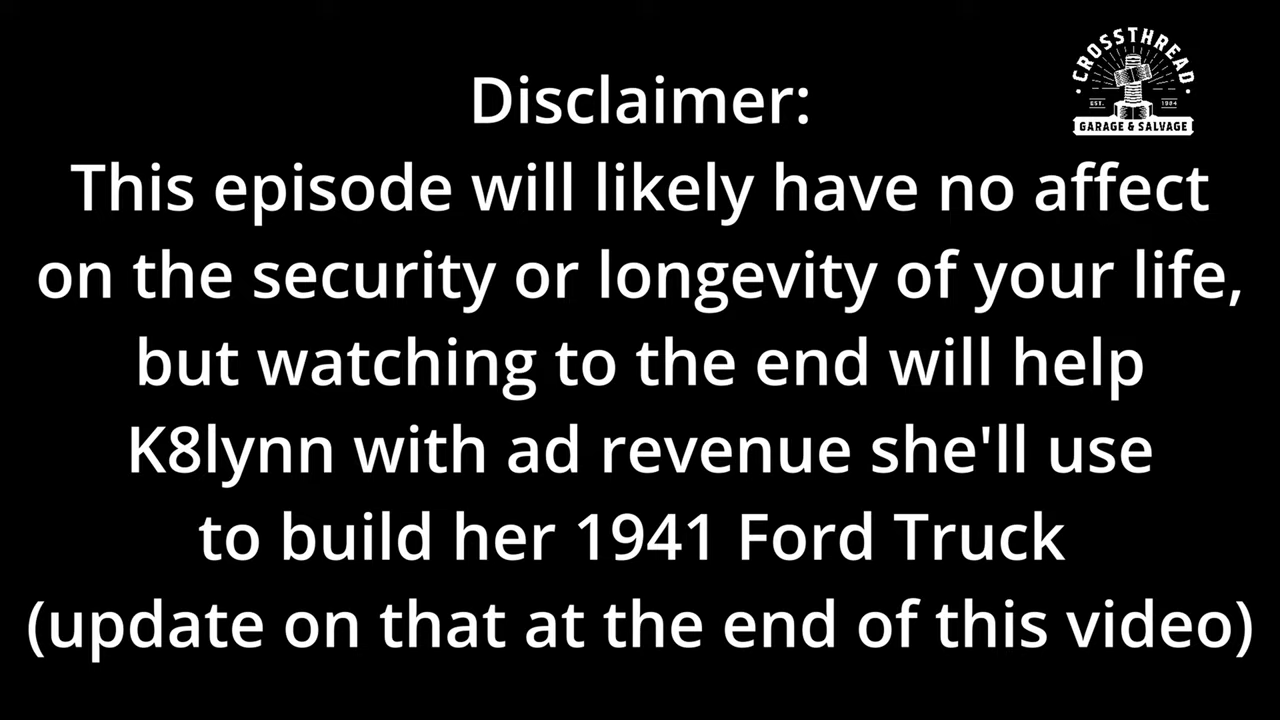 CROSSTHREAD
EST. 1994
GARAGE & SALVAGE
Disclaimer:
This episode will likely have no affect
on the security or longevity of your life,
but watching to the end will help
K8lynn with ad revenue she'll use
to build her 1941 Ford Truck
(update on that at the end of this video)